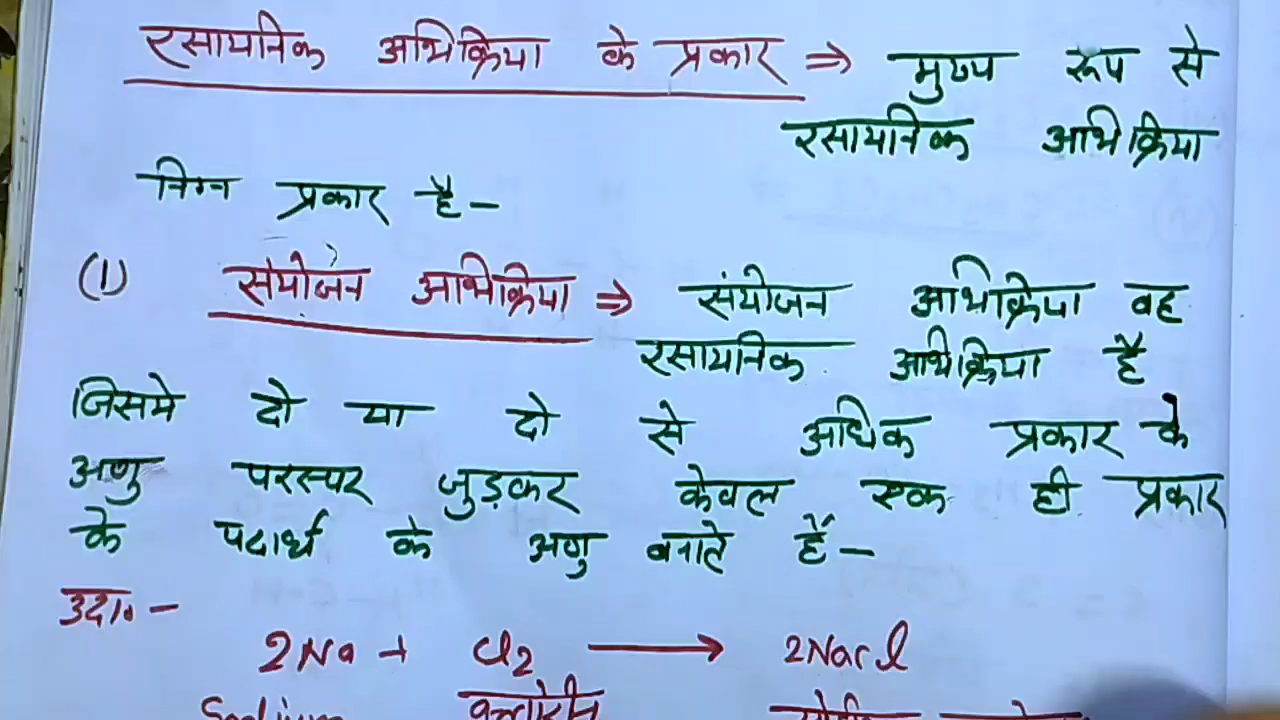 रसायनिक अभिक्रिया के प्रकार ⇒ मुख्य रूप से
रसायनिक अभिक्रिया
निम्न प्रकार है -
(1) संयोजन अभिक्रिया ⇒ संयोजन अभिक्रिया वह
रसायनिक अभिक्रिया है
जिसमे दो या दो से अधिक प्रकार के
अणु परस्पर जुड़कर केवल एक ही प्रकार
के पदार्थ के अणु बनाते हैं -
उदा॰ -
2Na + Cl2 ⟶ 2NaCl
Sodium क्लोरीन